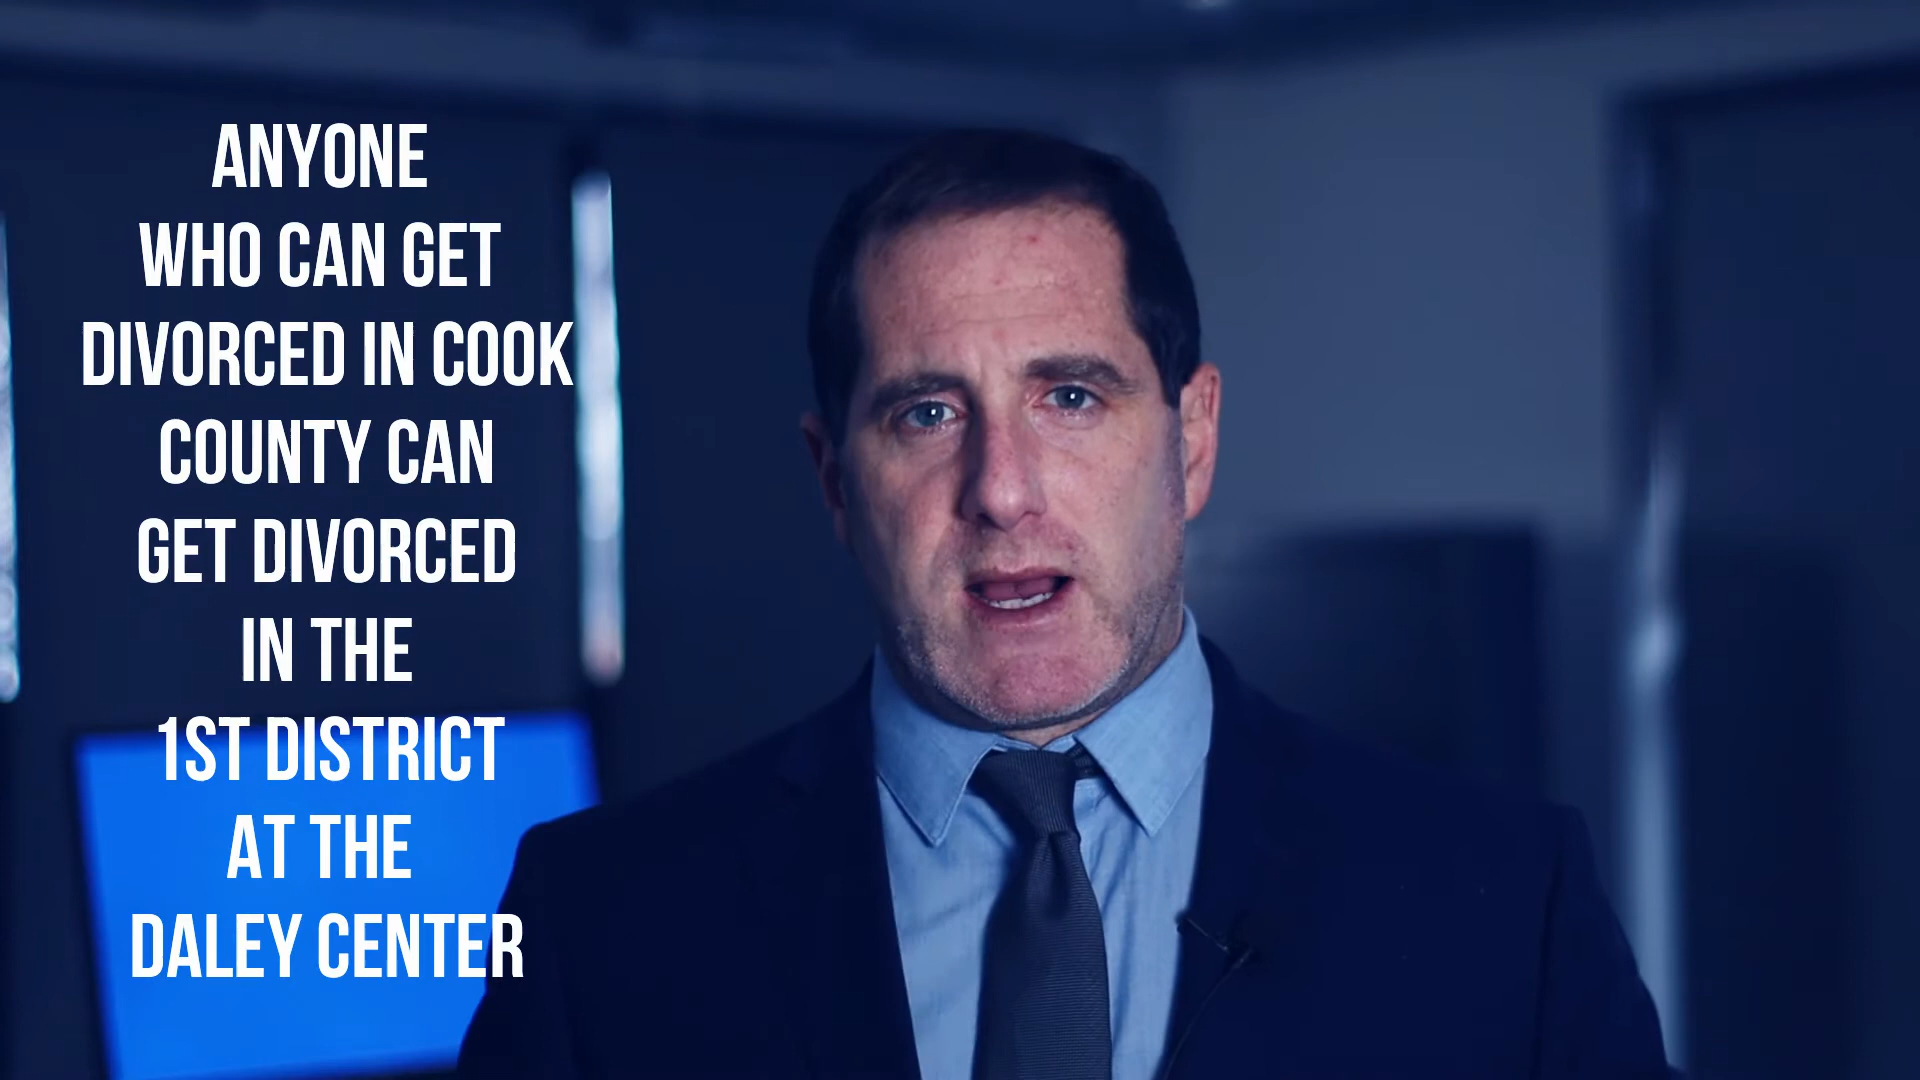 ANYONE
WHO CAN GET
DIVORCED IN COOK
COUNTY CAN
GET DIVORCED
IN THE
1ST DISTRICT
AT THE
DALEY CENTER